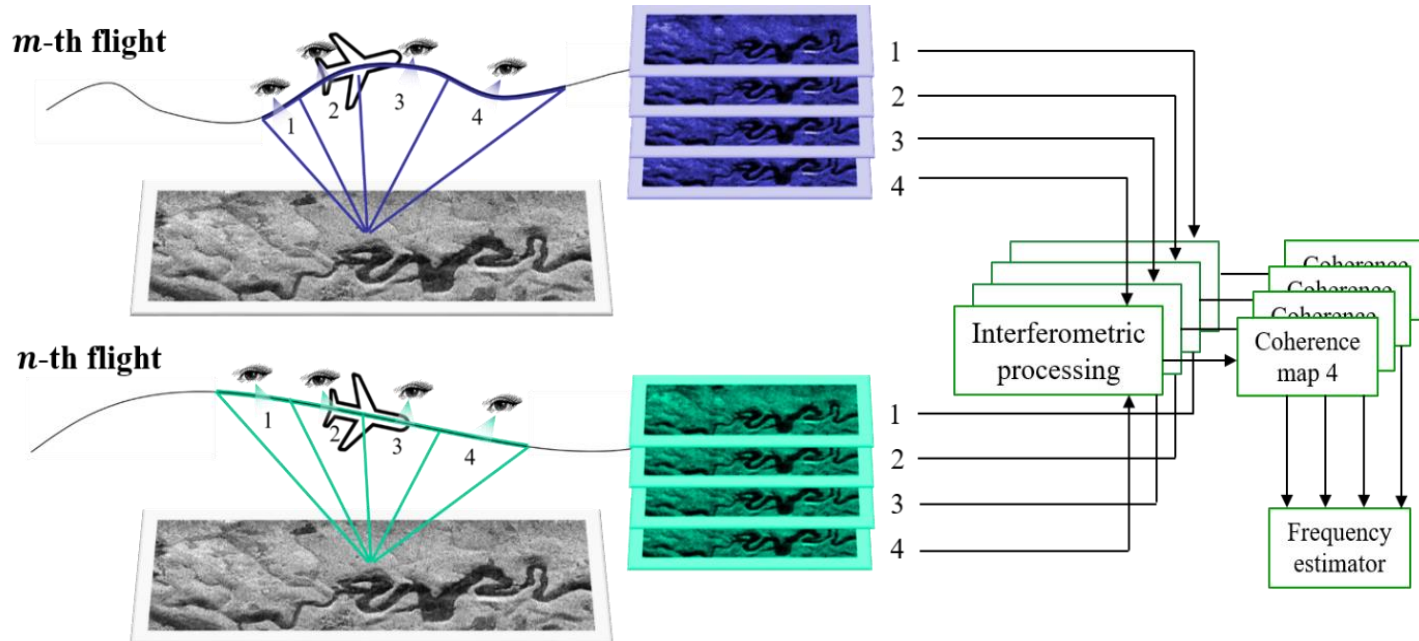 m-th flight
1
2
3
4
1
2
3
4
n-th flight
1
2
3
4
1
2
3
4
Interferometric
processing
Coherence
Coherence
Coherence
Coherence
map 4
Frequency
estimator